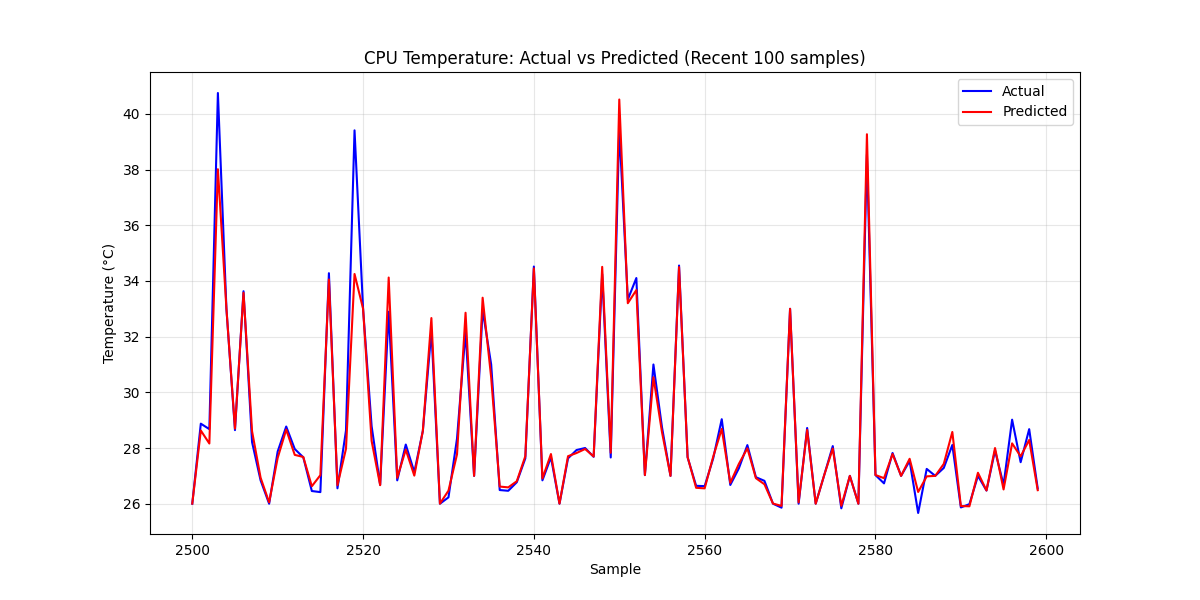 CPU Temperature: Actual vs Predicted (Recent 100 samples)
Actual
Predicted
40
38
36
34
32
30
28
26
Temperature (°C)
2500 2520 2540 2560 2580 2600
Sample